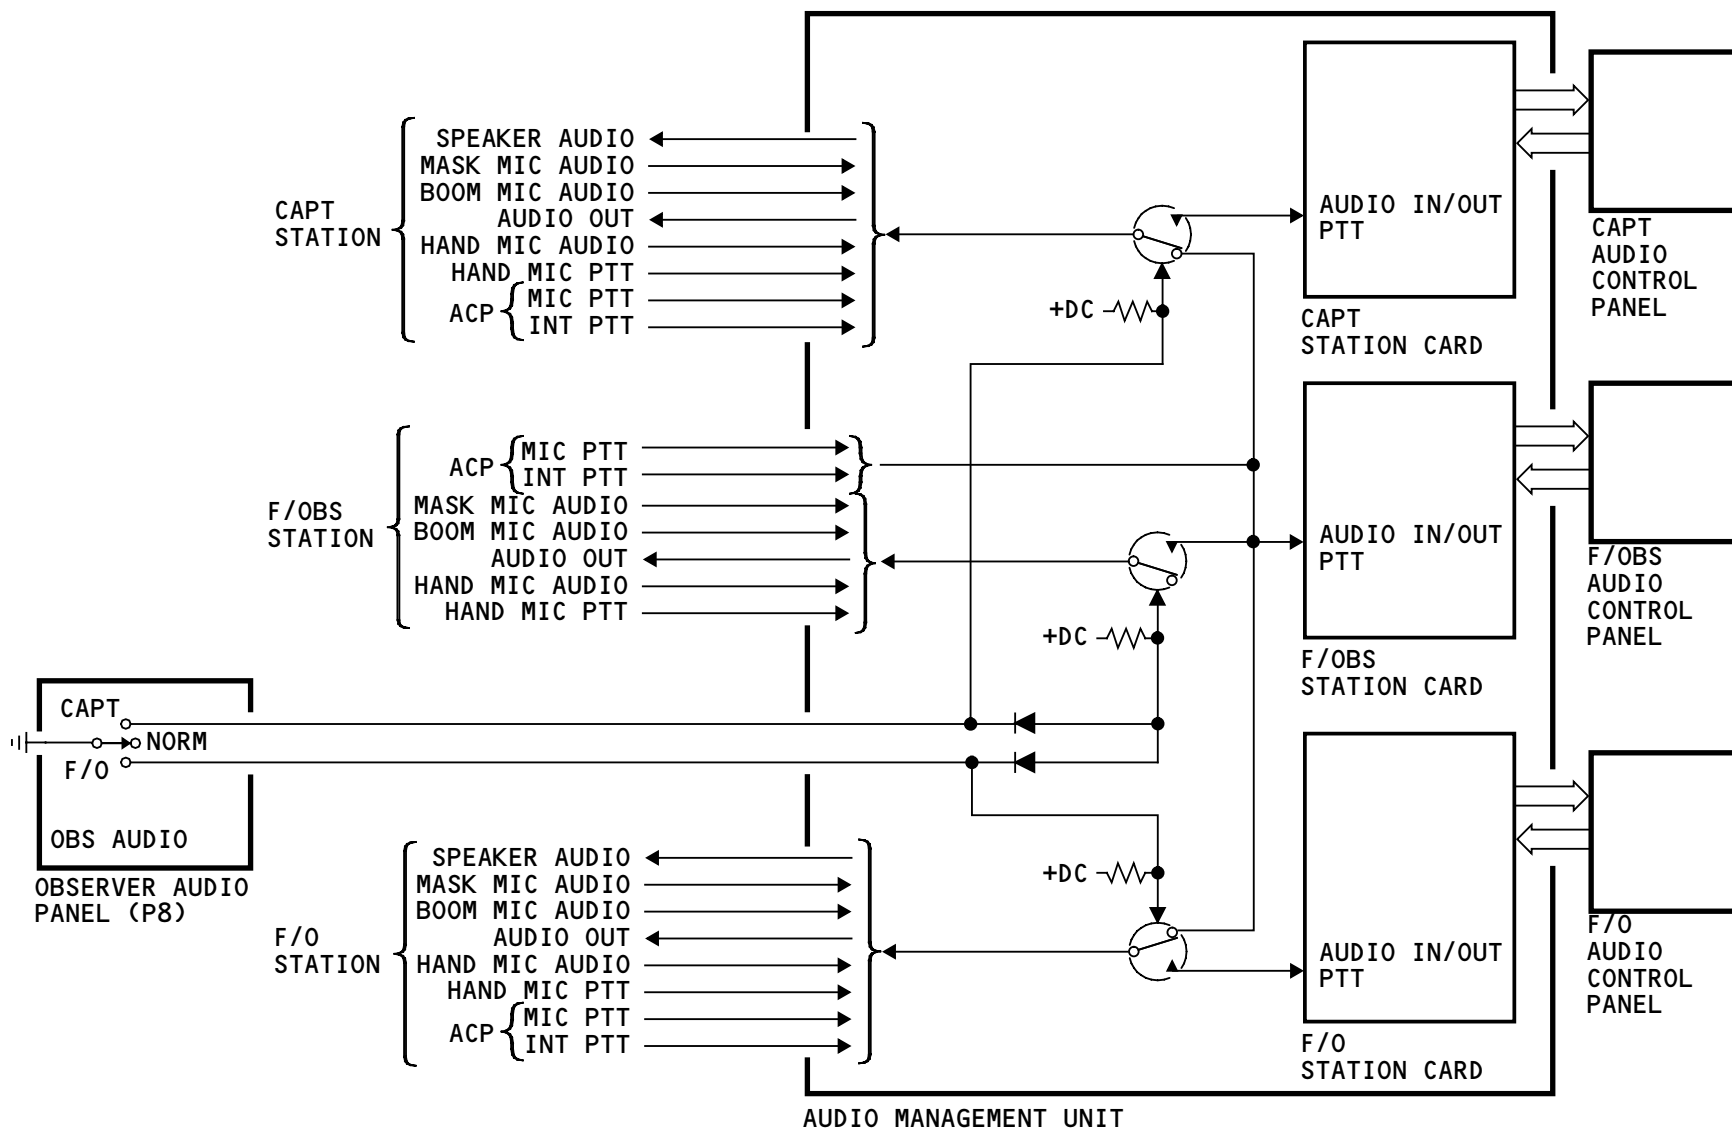 SPEAKER AUDIO
MASK MIC AUDIO
BOOM MIC AUDIO
AUDIO OUT
HAND MIC AUDIO
HAND MIC PTT
ACP
MIC PTT
INT PTT
CAPT
STATION
+DC
AUDIO IN/OUT
PTT
CAPT
STATION CARD
CAPT
AUDIO
CONTROL
PANEL
ACP
MIC PTT
INT PTT
MASK MIC AUDIO
BOOM MIC AUDIO
AUDIO OUT
HAND MIC AUDIO
HAND MIC PTT
F/OBS
STATION
+DC
AUDIO IN/OUT
PTT
F/OBS
STATION CARD
F/OBS
AUDIO
CONTROL
PANEL
CAPT
NORM
F/O
OBS AUDIO
OBSERVER AUDIO
PANEL (P8)
SPEAKER AUDIO
MASK MIC AUDIO
BOOM MIC AUDIO
AUDIO OUT
HAND MIC AUDIO
HAND MIC PTT
ACP
MIC PTT
INT PTT
F/O
STATION
+DC
AUDIO IN/OUT
PTT
F/O
STATION CARD
F/O
AUDIO
CONTROL
PANEL
AUDIO MANAGEMENT UNIT